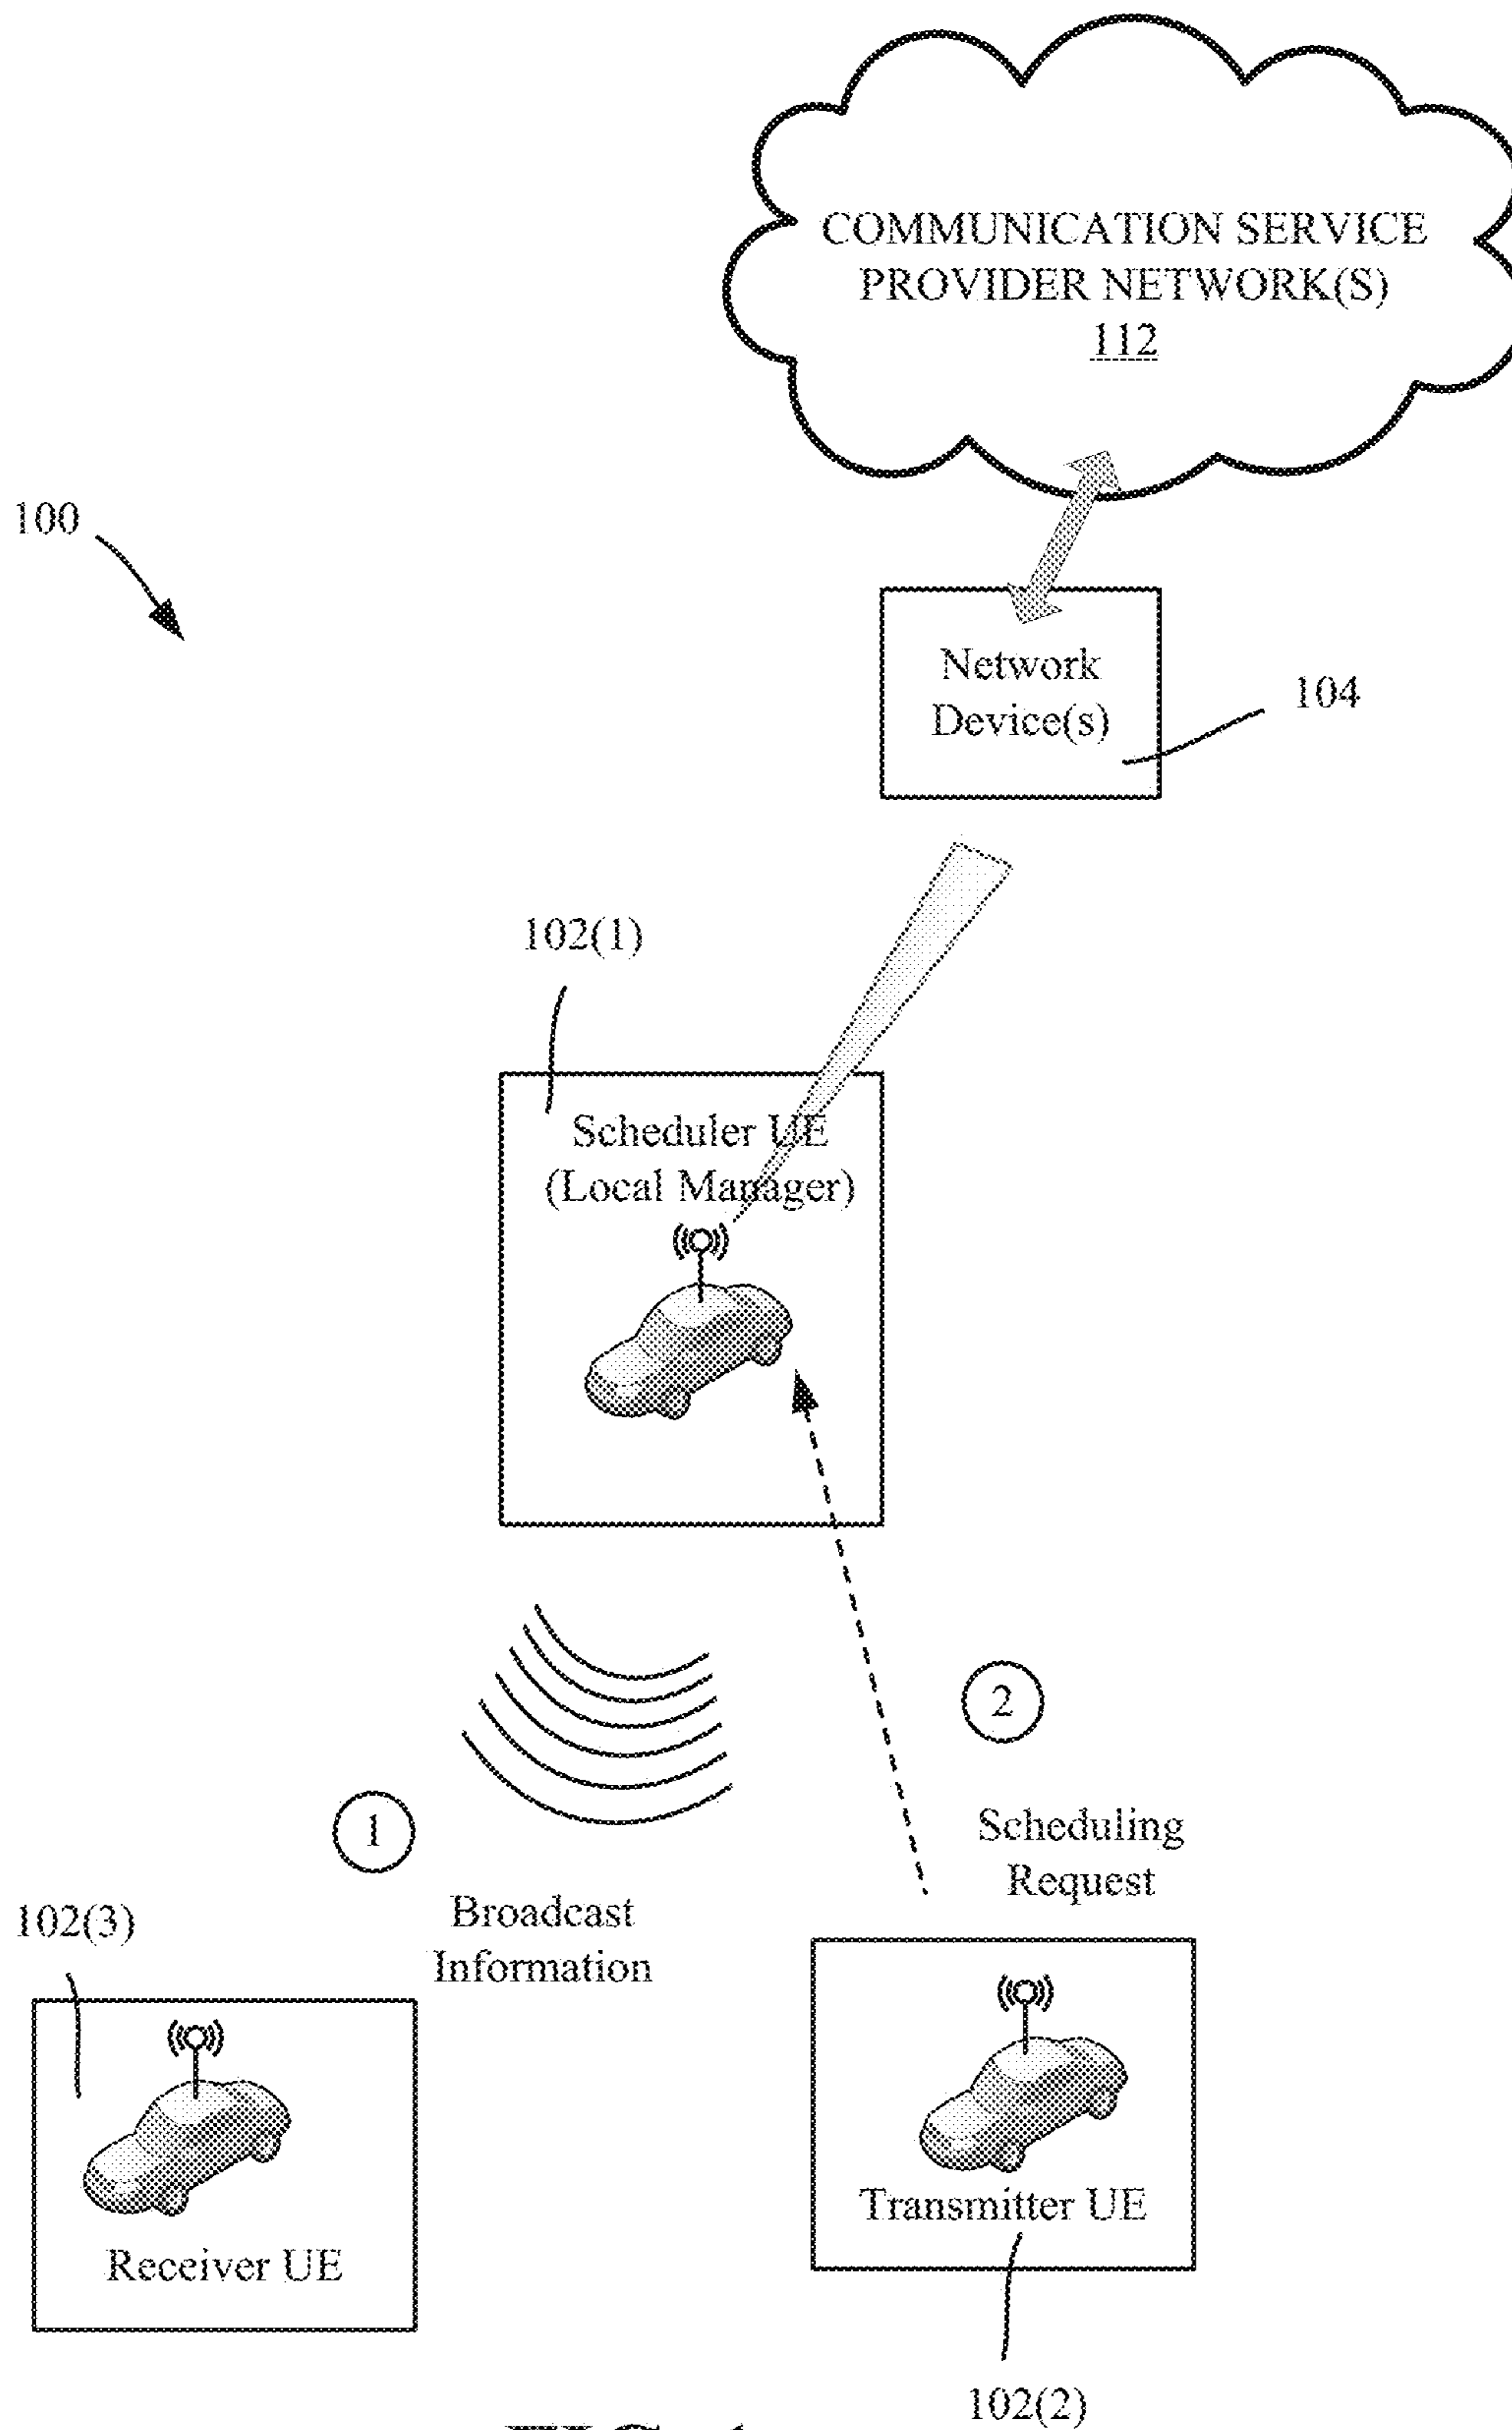 COMMUNICATION SERVICE
PROVIDER NETWORK(S)
112
100
Network
Device(s)
104
102(1)
Scheduler UE
(Local Manager)
2
1
Scheduling
Request
Broadcast
Information
102(3)
Receiver UE
Transmitter UE
102(2)